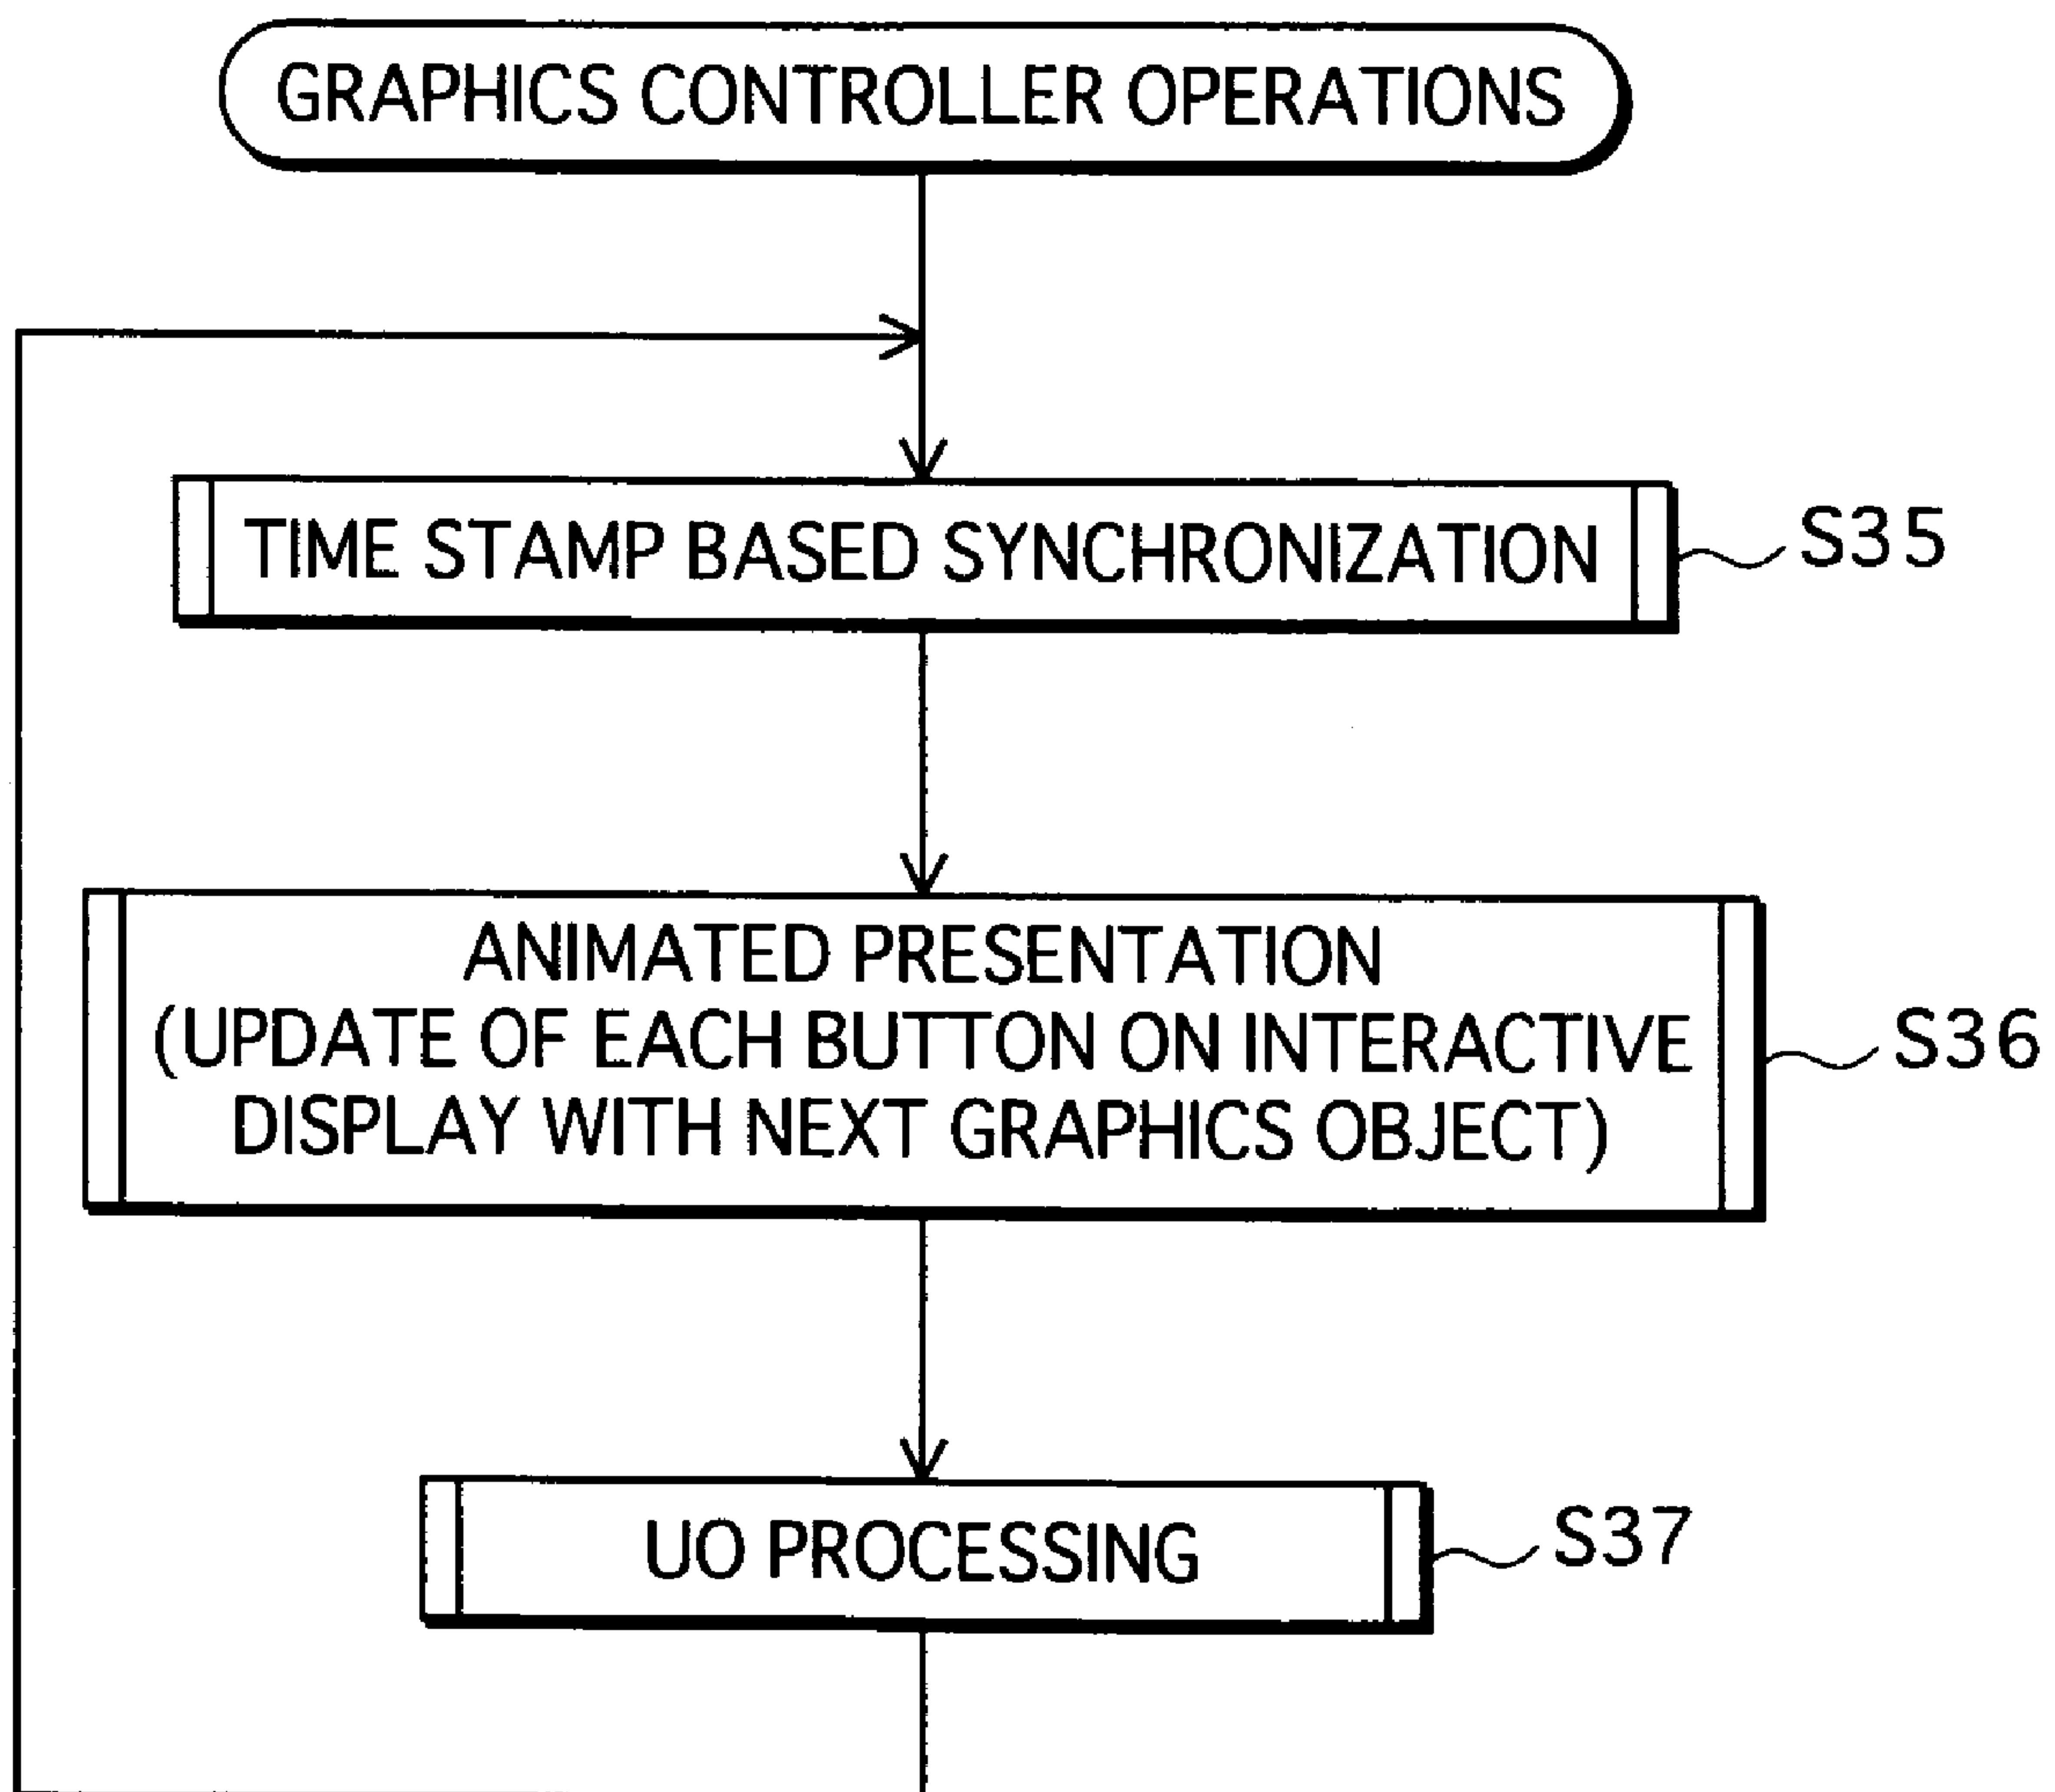 GRAPHICS CONTROLLER OPERATIONS
TIME STAMP BASED SYNCHRONIZATION
S35
ANIMATED PRESENTATION
(UPDATE OF EACH BUTTON ON INTERACTIVE
DISPLAY WITH NEXT GRAPHICS OBJECT)
S36
UO PROCESSING
S37